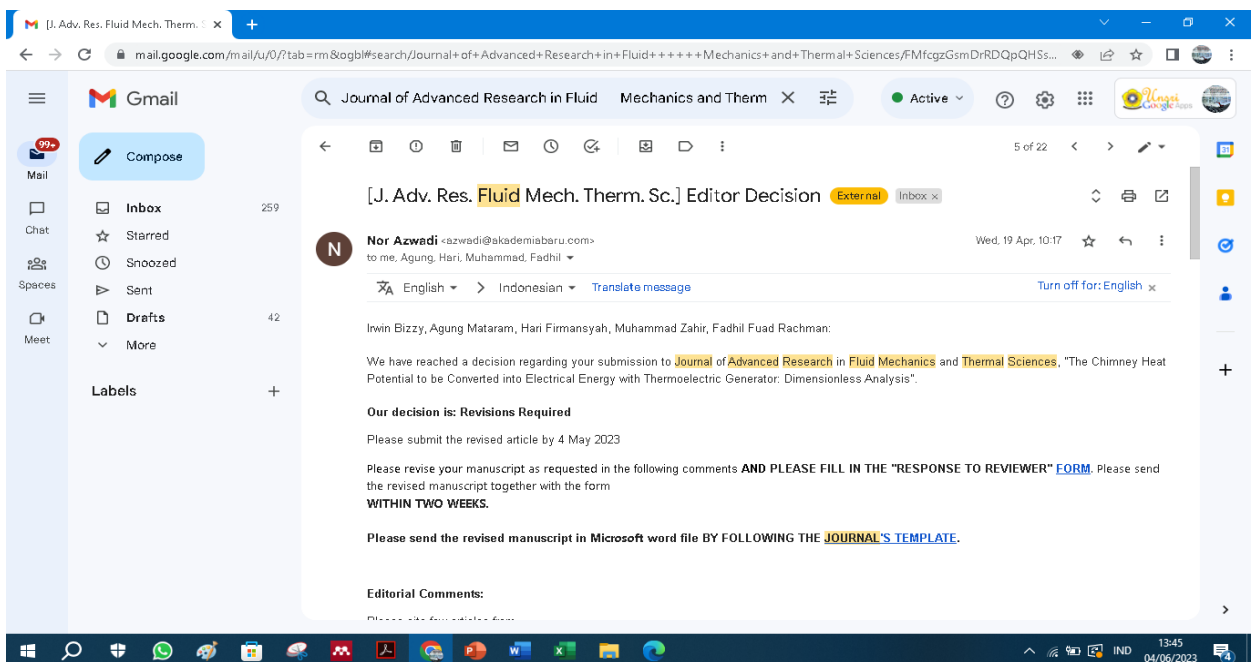 [J. Adv. Res. Fluid Mech. Therm. S
mail.google.com/mail/u/0/?tab=rm&ogbl#search/Journal+of+Advanced+Research+in+Fluid++++++Mechanics+and+Thermal+Sciences/FMfcgzGsmDrRDQpQHSs...
Gmail
Journal of Advanced Research in Fluid Mechanics and Therm
Active
99+
Mail
Chat
Spaces
Meet
Compose
Inbox 259
Starred
Snoozed
Sent
Drafts 42
More
Labels
5 of 22
31
[J. Adv. Res. Fluid Mech. Therm. Sc.] Editor Decision External Inbox ×
N
Nor Azwadi <azwadi@akademiabaru.com> Wed, 19 Apr, 10:17
to me, Agung, Hari, Muhammad, Fadhil
English > Indonesian Translate message Turn off for: English ×
Irwin Bizzy, Agung Mataram, Hari Firmansyah, Muhammad Zahir, Fadhil Fuad Rachman:
We have reached a decision regarding your submission to Journal of Advanced Research in Fluid Mechanics and Thermal Sciences, "The Chimney Heat
Potential to be Converted into Electrical Energy with Thermoelectric Generator: Dimensionless Analysis".
Our decision is: Revisions Required
Please submit the revised article by 4 May 2023
Please revise your manuscript as requested in the following comments AND PLEASE FILL IN THE "RESPONSE TO REVIEWER" FORM. Please send
the revised manuscript together with the form
WITHIN TWO WEEKS.
Please send the revised manuscript in Microsoft word file BY FOLLOWING THE JOURNAL'S TEMPLATE.
Editorial Comments:
IND
13:45
04/06/2023
4